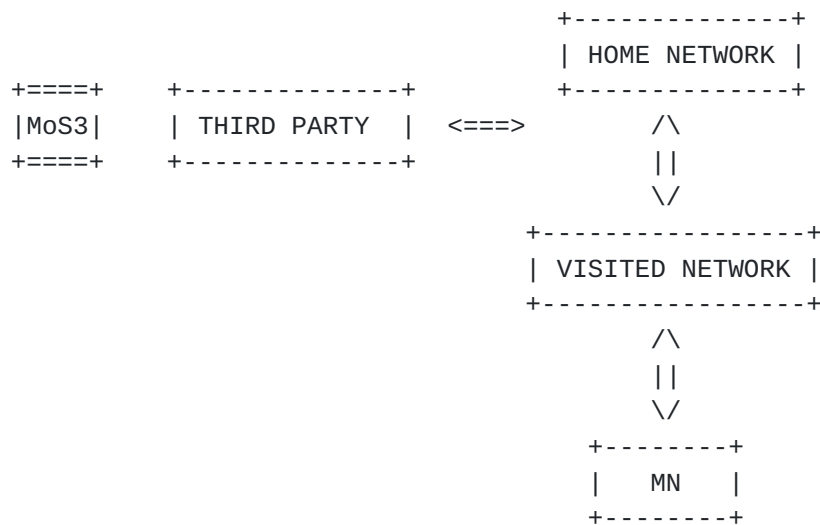 +--------------+
                                   | HOME NETWORK |
+====+    +--------------+         +--------------+
|MoS3|    | THIRD PARTY  |  <===>        /\
+====+    +--------------+               ||
                                         \/
                                 +-----------------+
                                 | VISITED NETWORK |
                                 +-----------------+
                                         /\
                                         ||
                                         \/
                                     +--------+
                                     |   MN   |
                                     +--------+